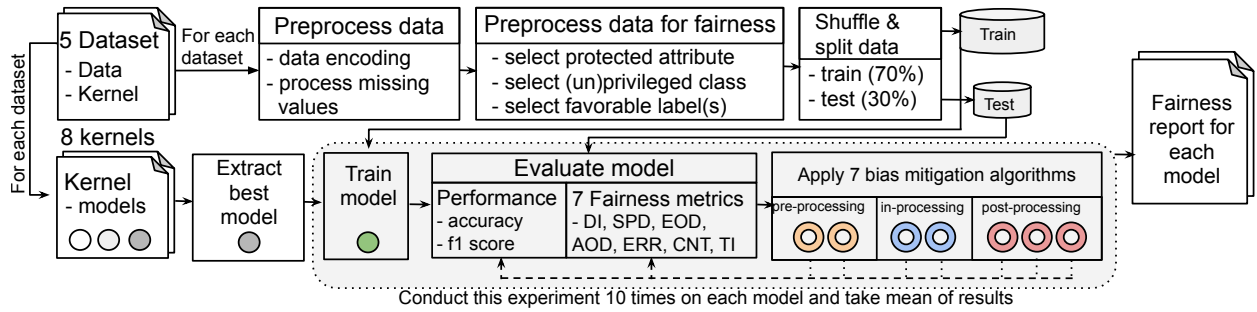 For each dataset
5 Dataset
- Data
- Kernel
For each
dataset
Preprocess data
- data encoding
- process missing
values
Preprocess data for fairness
- select protected attribute
- select (un)privileged class
- select favorable label(s)
Shuffle &
split data
- train (70%)
- test (30%)
Train
Test
8 kernels
Kernel
- models
Extract
best
model
Train
model
Evaluate model
Performance
- accuracy
- f1 score
7 Fairness metrics
- DI, SPD, EOD,
AOD, ERR, CNT, TI
Apply 7 bias mitigation algorithms
pre-processing
in-processing
post-processing
Fairness
report for
each
model
Conduct this experiment 10 times on each model and take mean of results